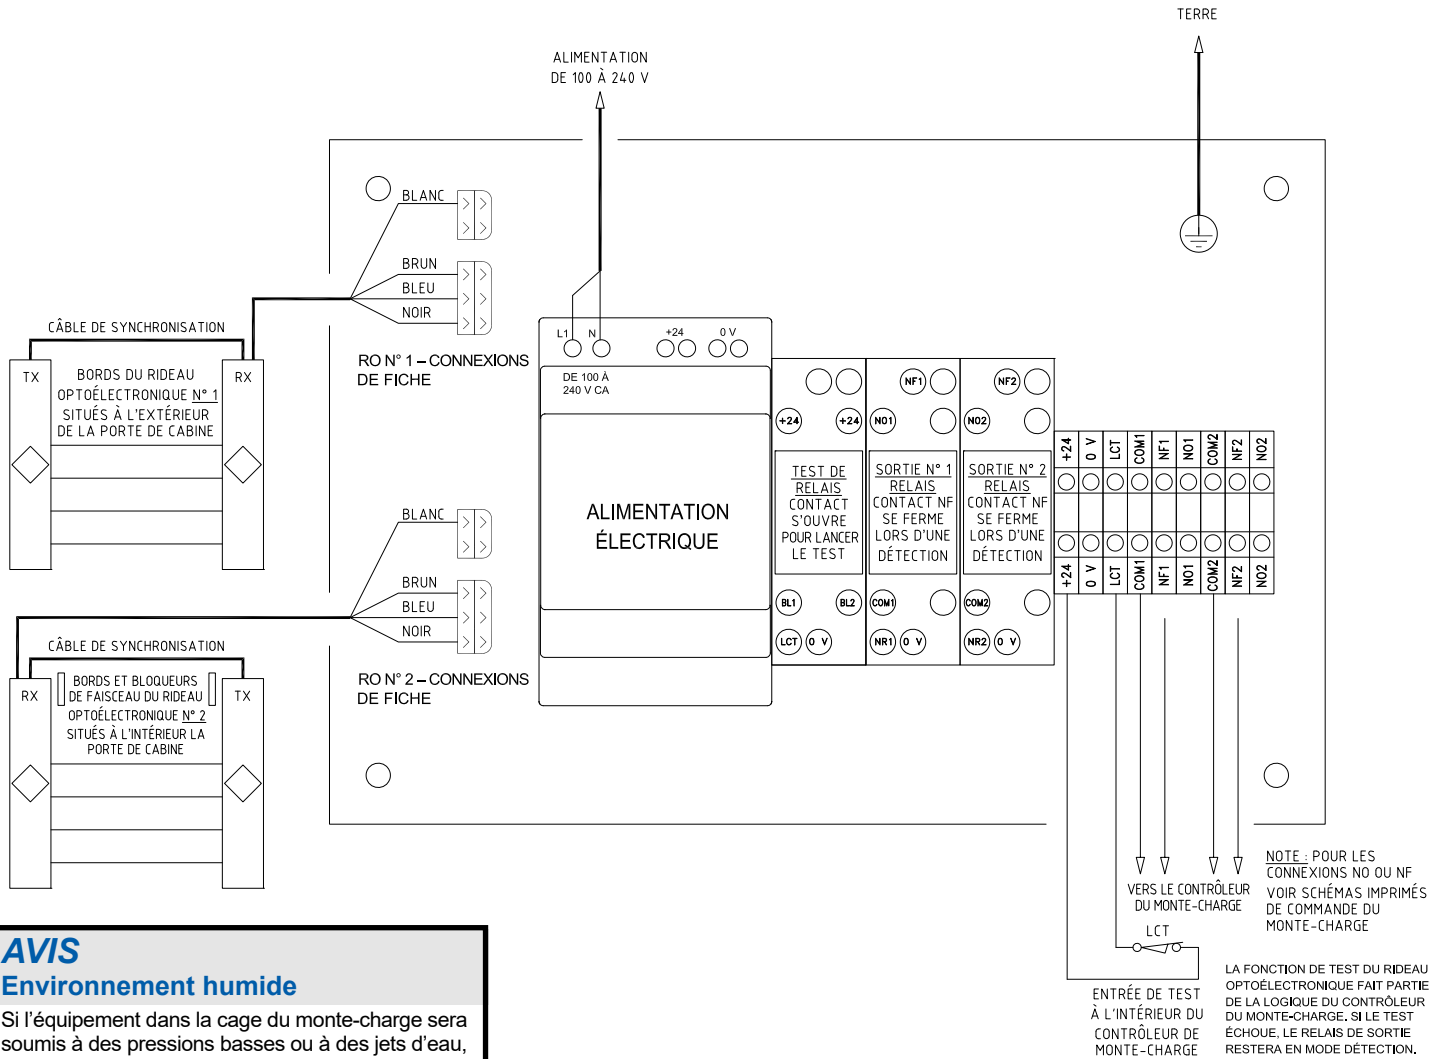 TERRE
ALIMENTATION
DE 100 À 240 V
BLANC
BRUN
BLEU
NOIR
RO N° 1 – CONNEXIONS
DE FICHE
CÂBLE DE SYNCHRONISATION
TX
RX
BORDS DU RIDEAU
OPTOÉLECTRONIQUE N° 1
SITUÉS À L'EXTÉRIEUR
DE LA PORTE DE CABINE
BLANC
BRUN
BLEU
NOIR
RO N° 2 – CONNEXIONS
DE FICHE
CÂBLE DE SYNCHRONISATION
RX
TX
BORDS ET BLOQUEURS
DE FAISCEAU DU RIDEAU
OPTOÉLECTRONIQUE N° 2
SITUÉS À L'INTÉRIEUR LA
PORTE DE CABINE
L1 N +24 0 V
DE 100 À
240 V CA
ALIMENTATION
ÉLECTRIQUE
+24 +24
TEST DE
RELAIS
CONTACT
S'OUVRE
POUR LANCER
LE TEST
BL1 BL2
LCT 0 V
NF1
NO1
SORTIE N° 1
RELAIS
CONTACT NF
SE FERME
LORS D'UNE
DÉTECTION
COM1
NR1 0 V
NF2
NO2
SORTIE N° 2
RELAIS
CONTACT NF
SE FERME
LORS D'UNE
DÉTECTION
COM2
NR2 0 V
+24 0 V LCT COM1 NF1 NO1 COM2 NF2 NO2
+24 0 V LCT COM1 NF1 NO1 COM2 NF2 NO2
VERS LE CONTRÔLEUR
DU MONTE-CHARGE
LCT
NOTE : POUR LES
CONNEXIONS NO OU NF
VOIR SCHÉMAS IMPRIMÉS
DE COMMANDE DU
MONTE-CHARGE
ENTRÉE DE TEST
À L'INTÉRIEUR DU
CONTRÔLEUR DE
MONTE-CHARGE
LA FONCTION DE TEST DU RIDEAU
OPTOÉLECTRONIQUE FAIT PARTIE
DE LA LOGIQUE DU CONTRÔLEUR
DU MONTE-CHARGE. SI LE TEST
ÉCHOUE, LE RELAIS DE SORTIE
RESTERA EN MODE DÉTECTION.
AVIS
Environnement humide
Si l'équipement dans la cage du monte-charge sera
soumis à des pressions basses ou à des jets d'eau,